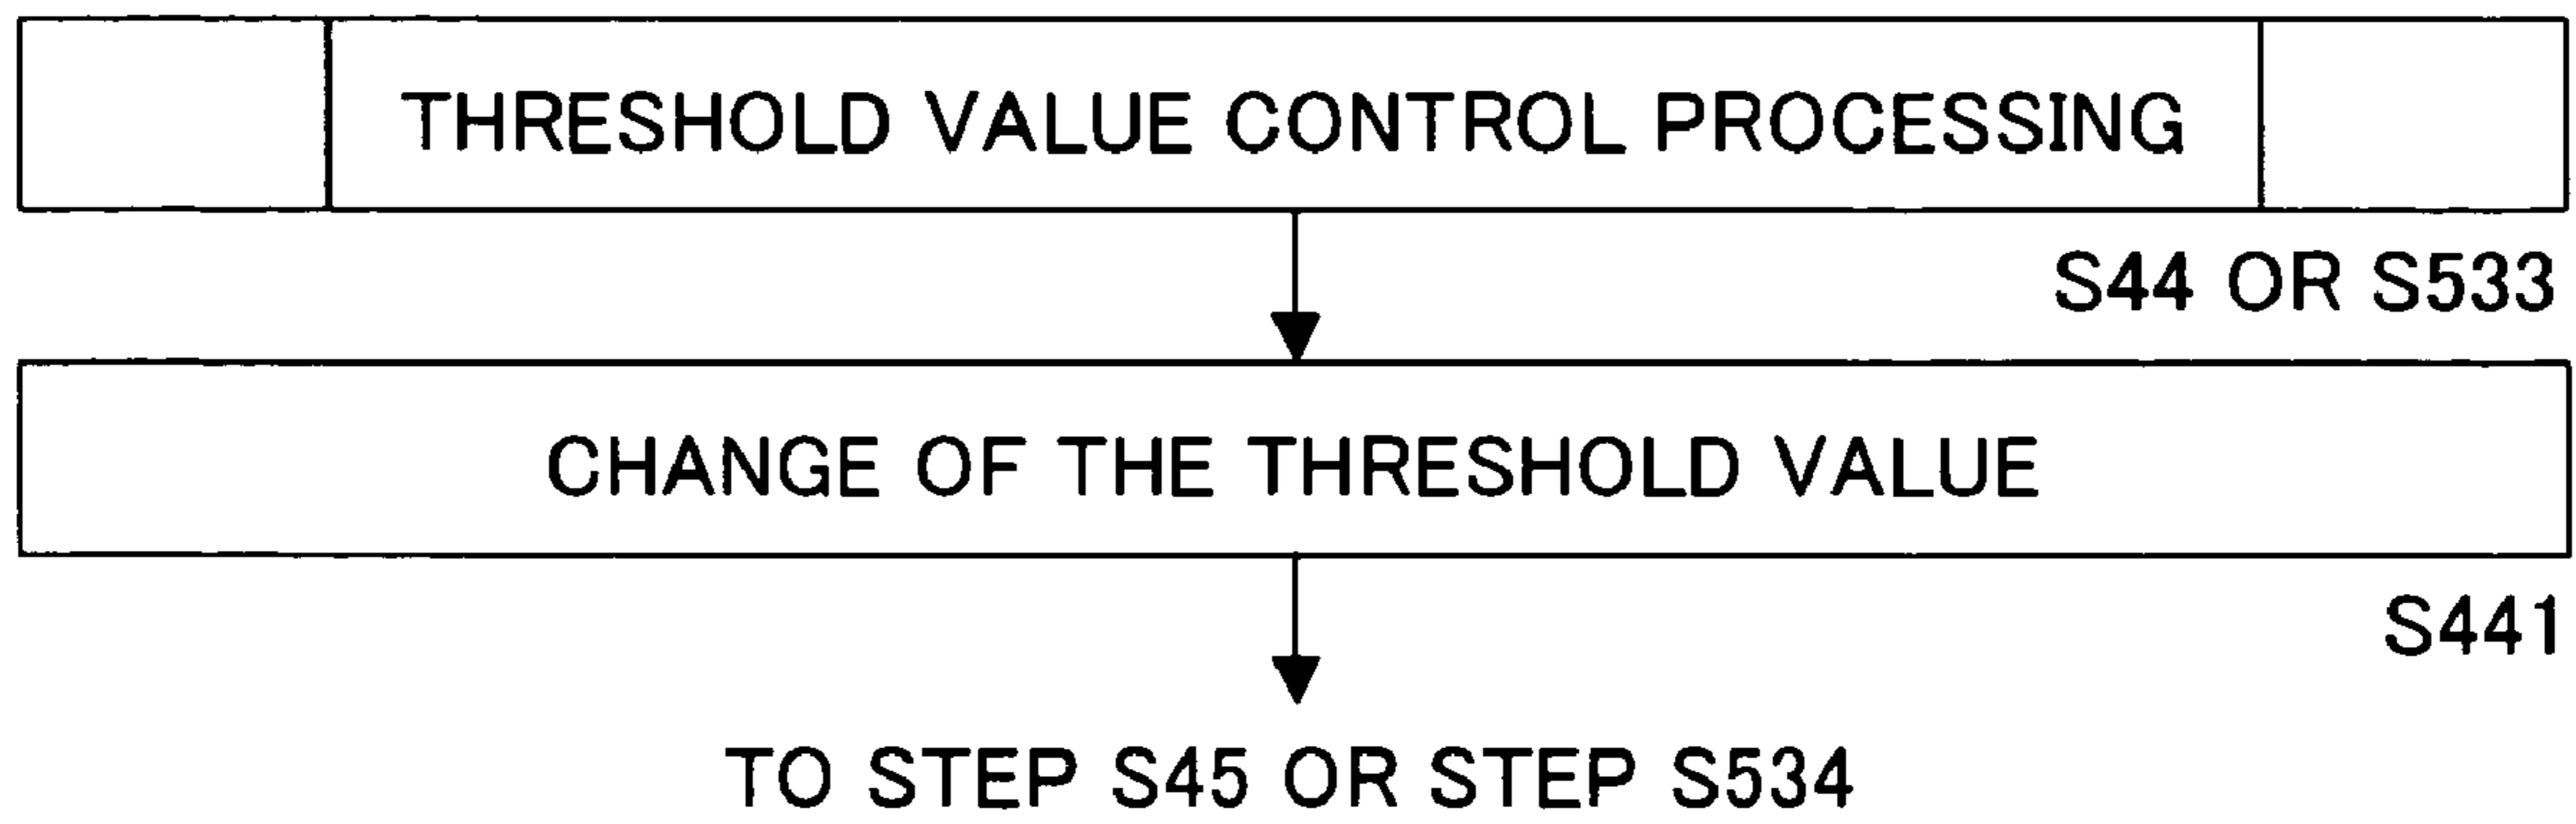 THRESHOLD VALUE CONTROL PROCESSING
S44 OR S533
CHANGE OF THE THRESHOLD VALUE
S441
TO STEP S45 OR STEP S534